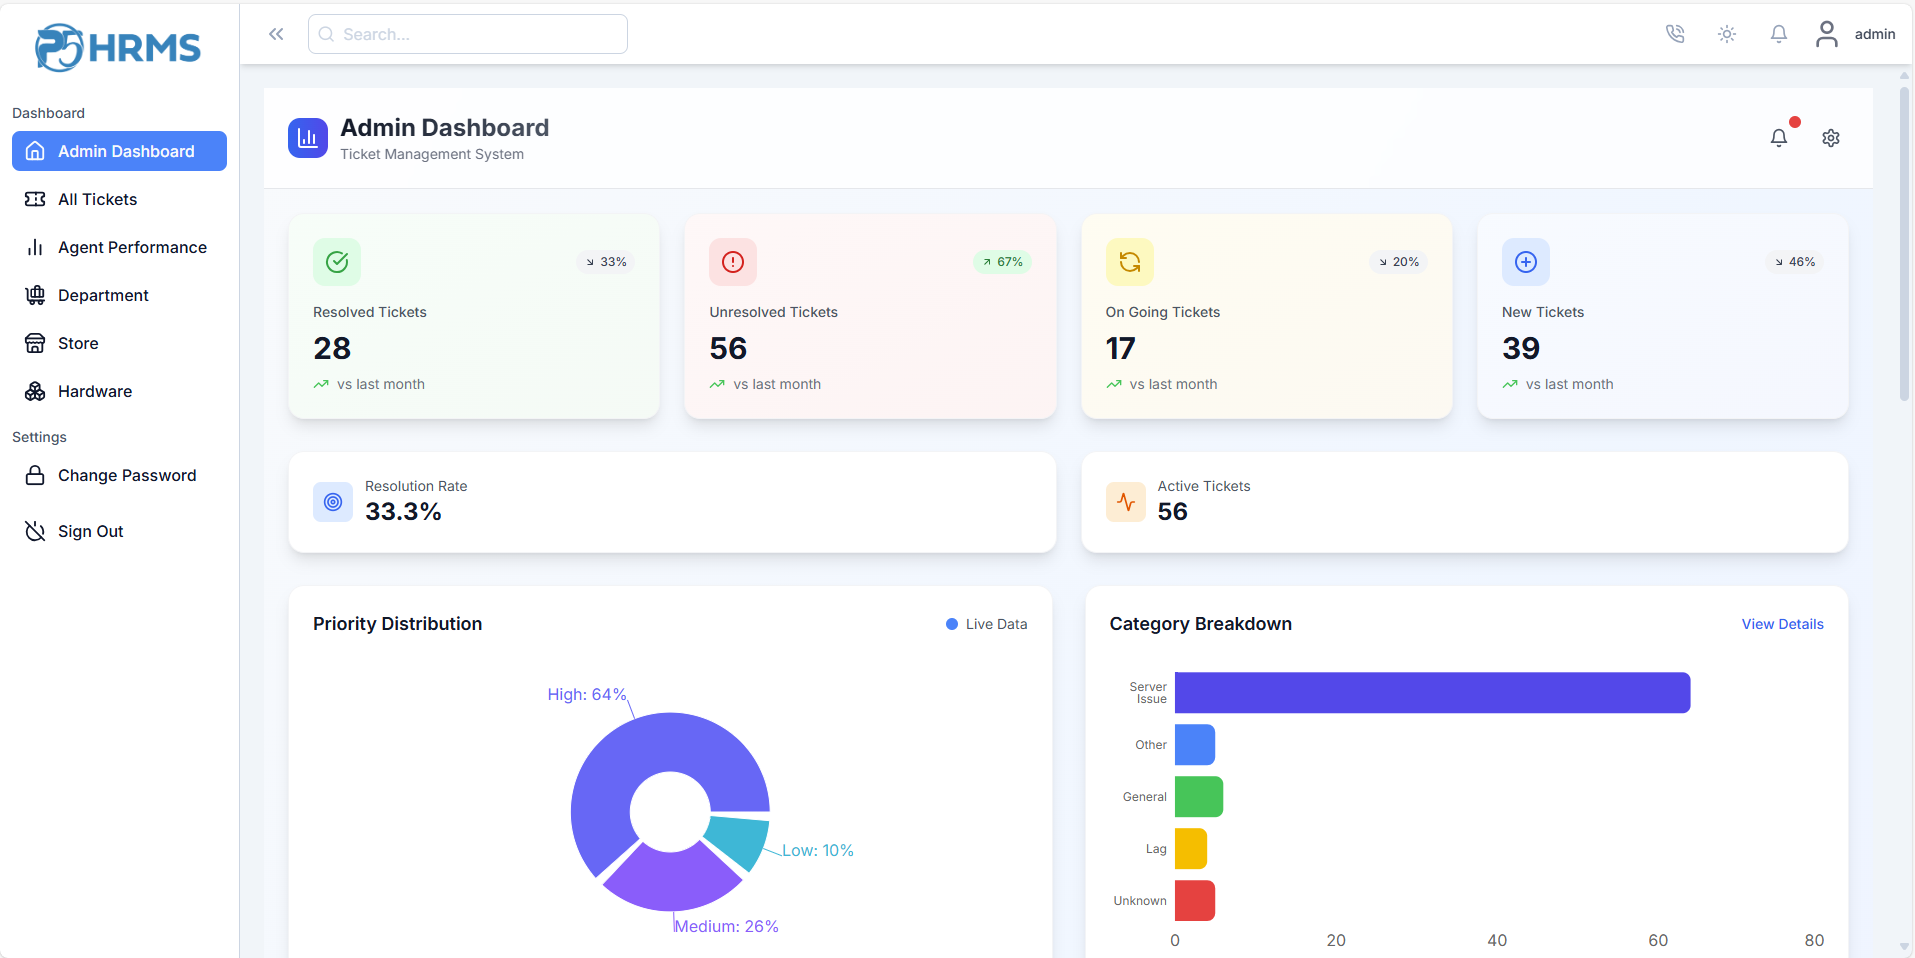 P5 HRMS
Search...
admin
Dashboard
Admin Dashboard
All Tickets
Agent Performance
Department
Store
Hardware
Settings
Change Password
Sign Out
Admin Dashboard
Ticket Management System
33%
Resolved Tickets
28
vs last month
67%
Unresolved Tickets
56
vs last month
20%
On Going Tickets
17
vs last month
46%
New Tickets
39
vs last month
Resolution Rate
33.3%
Active Tickets
56
Priority Distribution
Live Data
High: 64%
Low: 10%
Medium: 26%
Category Breakdown
View Details
Server
Issue
Other
General
Lag
Unknown
0 20 40 60 80